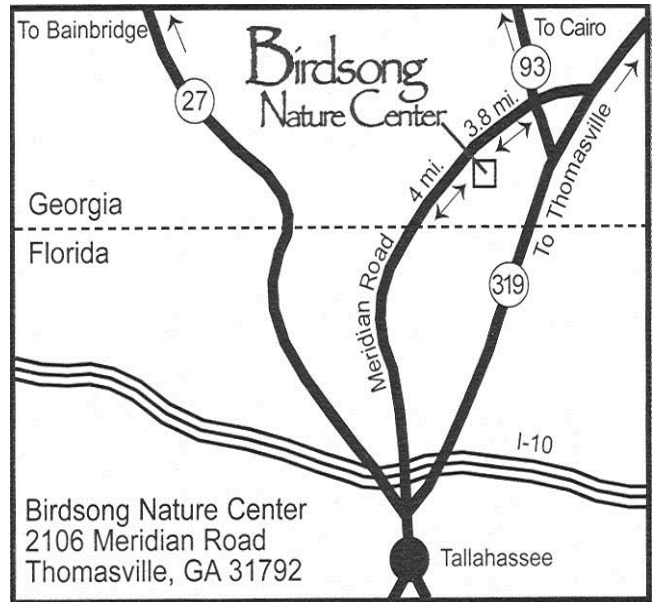 To Bainbridge
27
Birdsong
Nature Center
To Cairo
93
3.8 mi.
4 mi.
To Thomasville
Georgia
Florida
Meridian Road
319
I-10
Birdsong Nature Center
2106 Meridian Road
Thomasville, GA 31792
Tallahassee